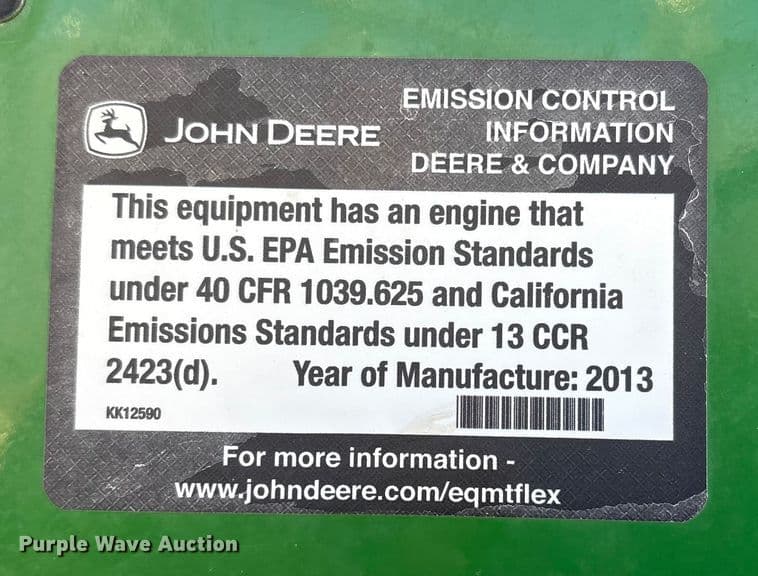 JOHN DEERE
EMISSION CONTROL
INFORMATION
DEERE & COMPANY
This equipment has an engine that
meets U.S. EPA Emission Standards
under 40 CFR 1039.625 and California
Emissions Standards under 13 CCR
2423(d). Year of Manufacture: 2013
KK12590
For more information -
www.johndeere.com/eqmtflex
Purple Wave Auction